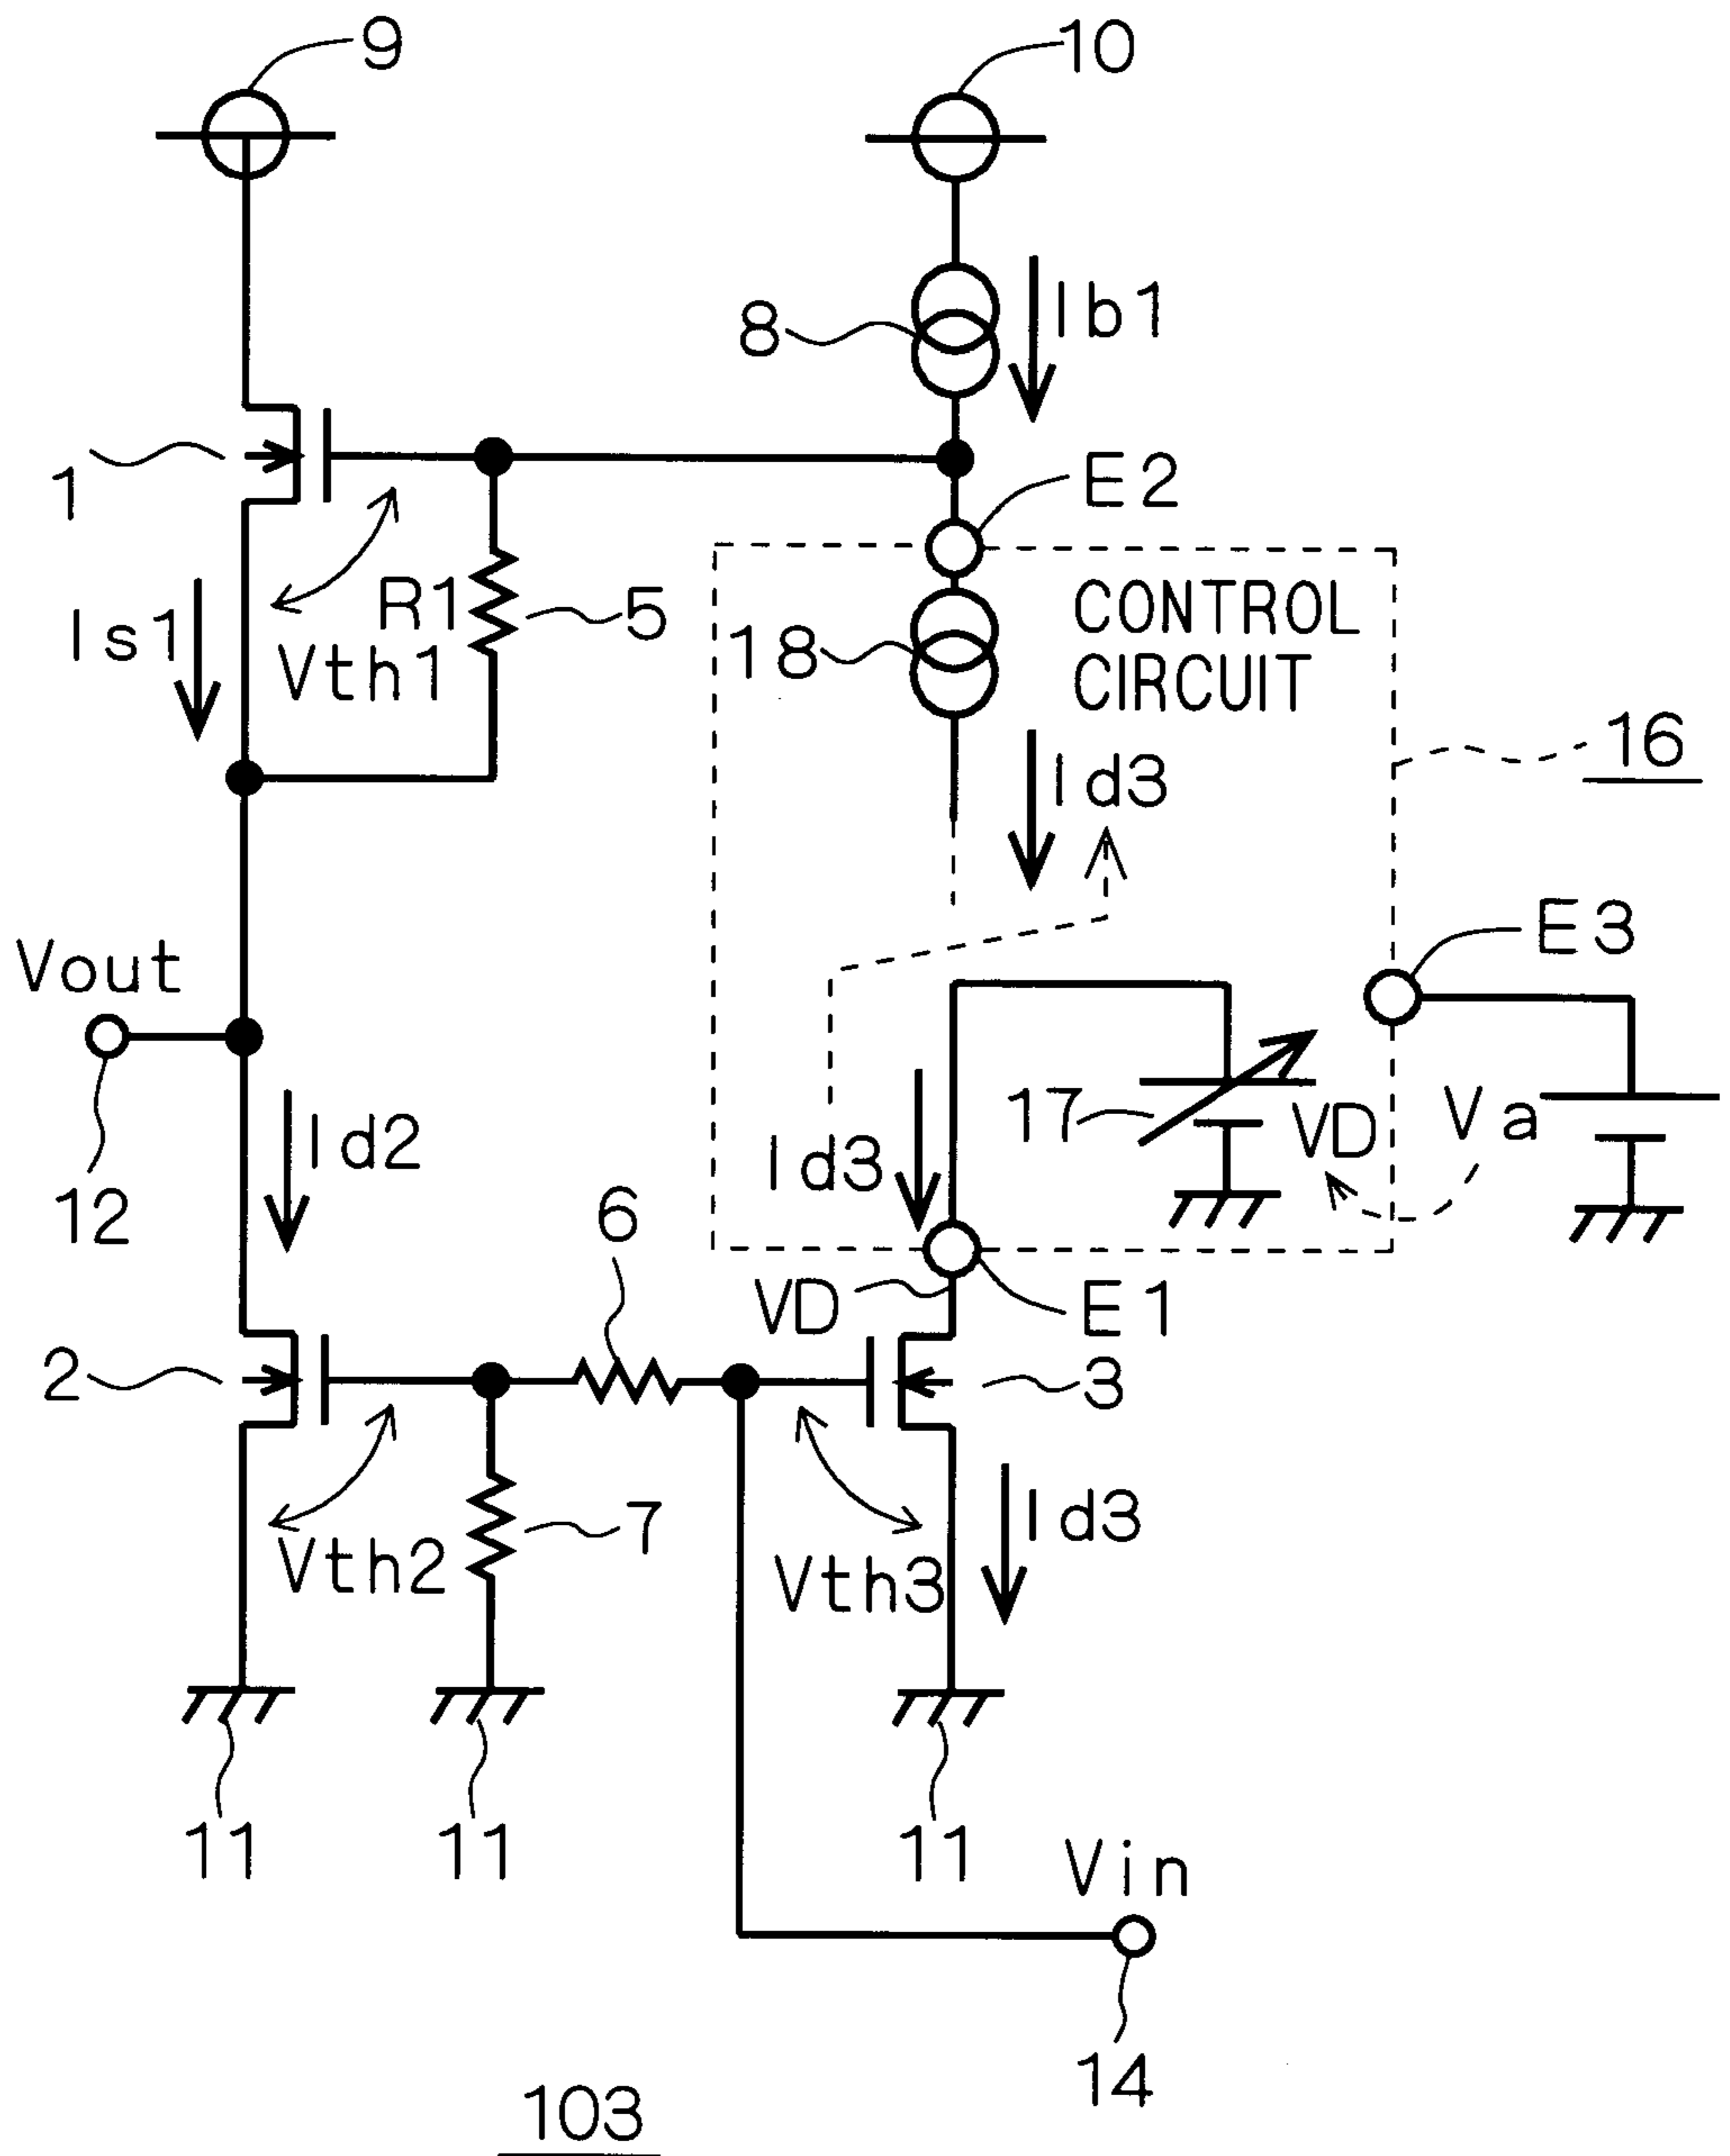 9
10
8
Ib1
1
E2
R1
5
CONTROL
CIRCUIT
18
Is1
Vth1
Id3
16
E3
Vout
17
VD
Va
Id2
Id3
12
6
VD
E1
2
3
7
Id3
Vth2
Vth3
11
11
11
Vin
14
103